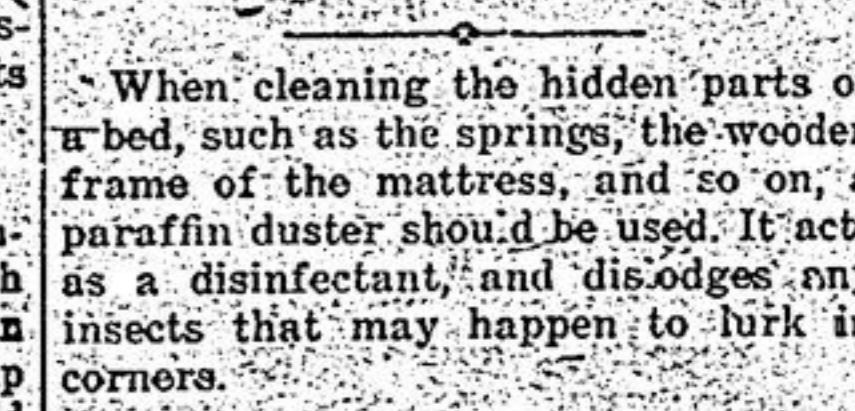 When cleaning the hidden parts o
a bed, such as the springs, the wooden
frame of the mattress, and so on, a
paraffin duster should be used. It act
as a disinfectant, and dislodges any
insects that may happen to lurk in
corners.